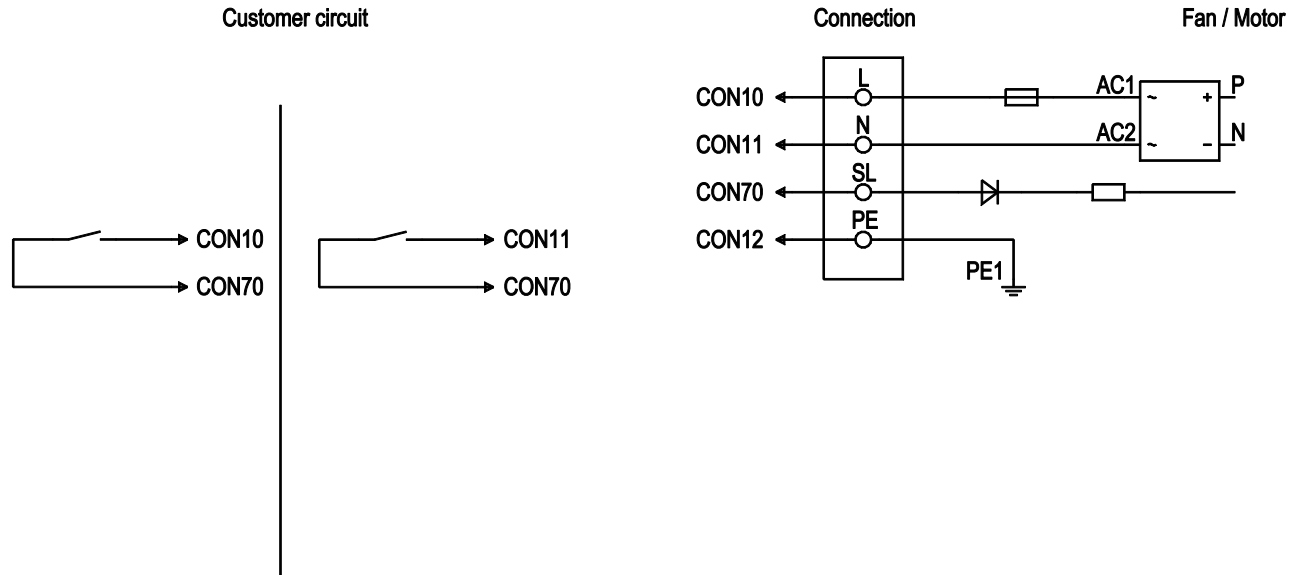 Customer circuit
Connection
Fan / Motor
L
CON10
AC1
~
+
P
N
CON11
AC2
~
-
N
SL
CON70
PE
CON12
PE1
CON10
CON70
CON11
CON70